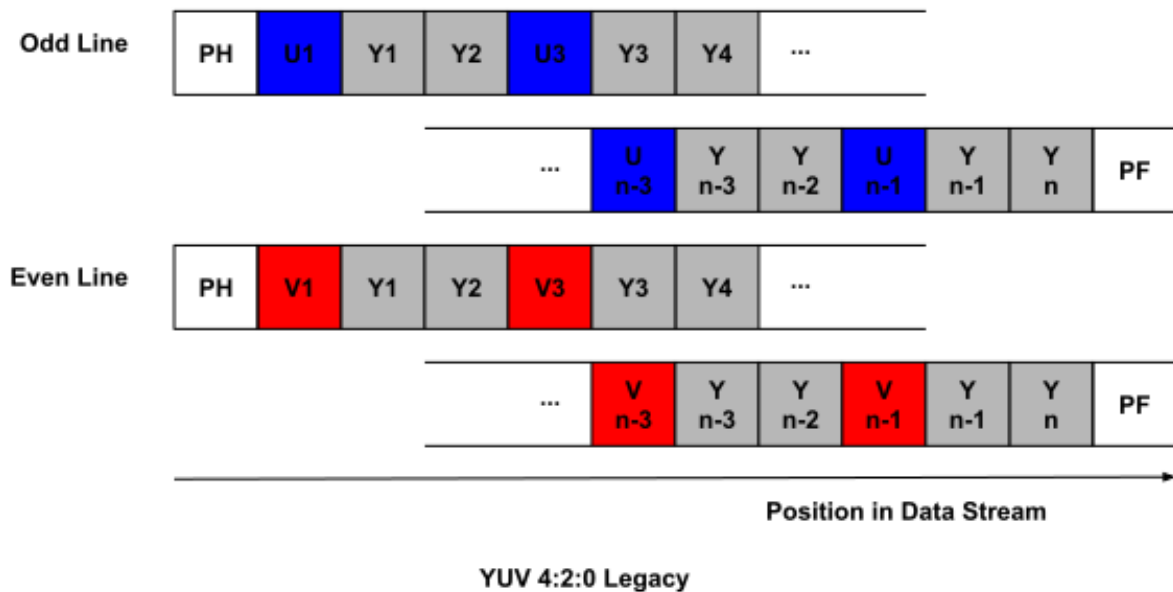 Odd Line PH U1 Y1 Y2 U3 Y3 Y4 ...
... U n-3 Y n-3 Y n-2 U n-1 Y n-1 Y n PF
Even Line PH V1 Y1 Y2 V3 Y3 Y4 ...
... V n-3 Y n-3 Y n-2 V n-1 Y n-1 Y n PF
Position in Data Stream
YUV 4:2:0 Legacy